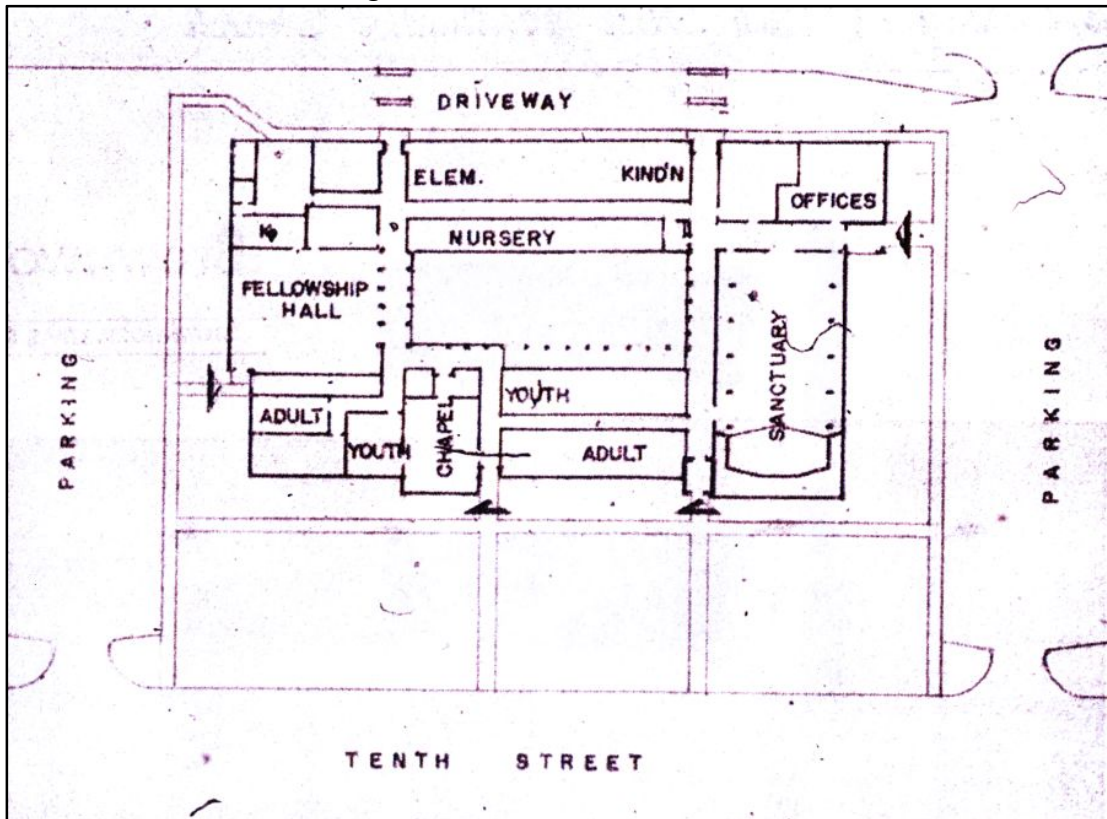 DRIVEWAY
ELEM.
KIND'N
OFFICES
K
NURSERY
FELLOWSHIP
HALL
SANCTUARY
PARKING
PARKING
YOUTH
ADULT
CHAPEL
YOUTH
ADULT
TENTH STREET